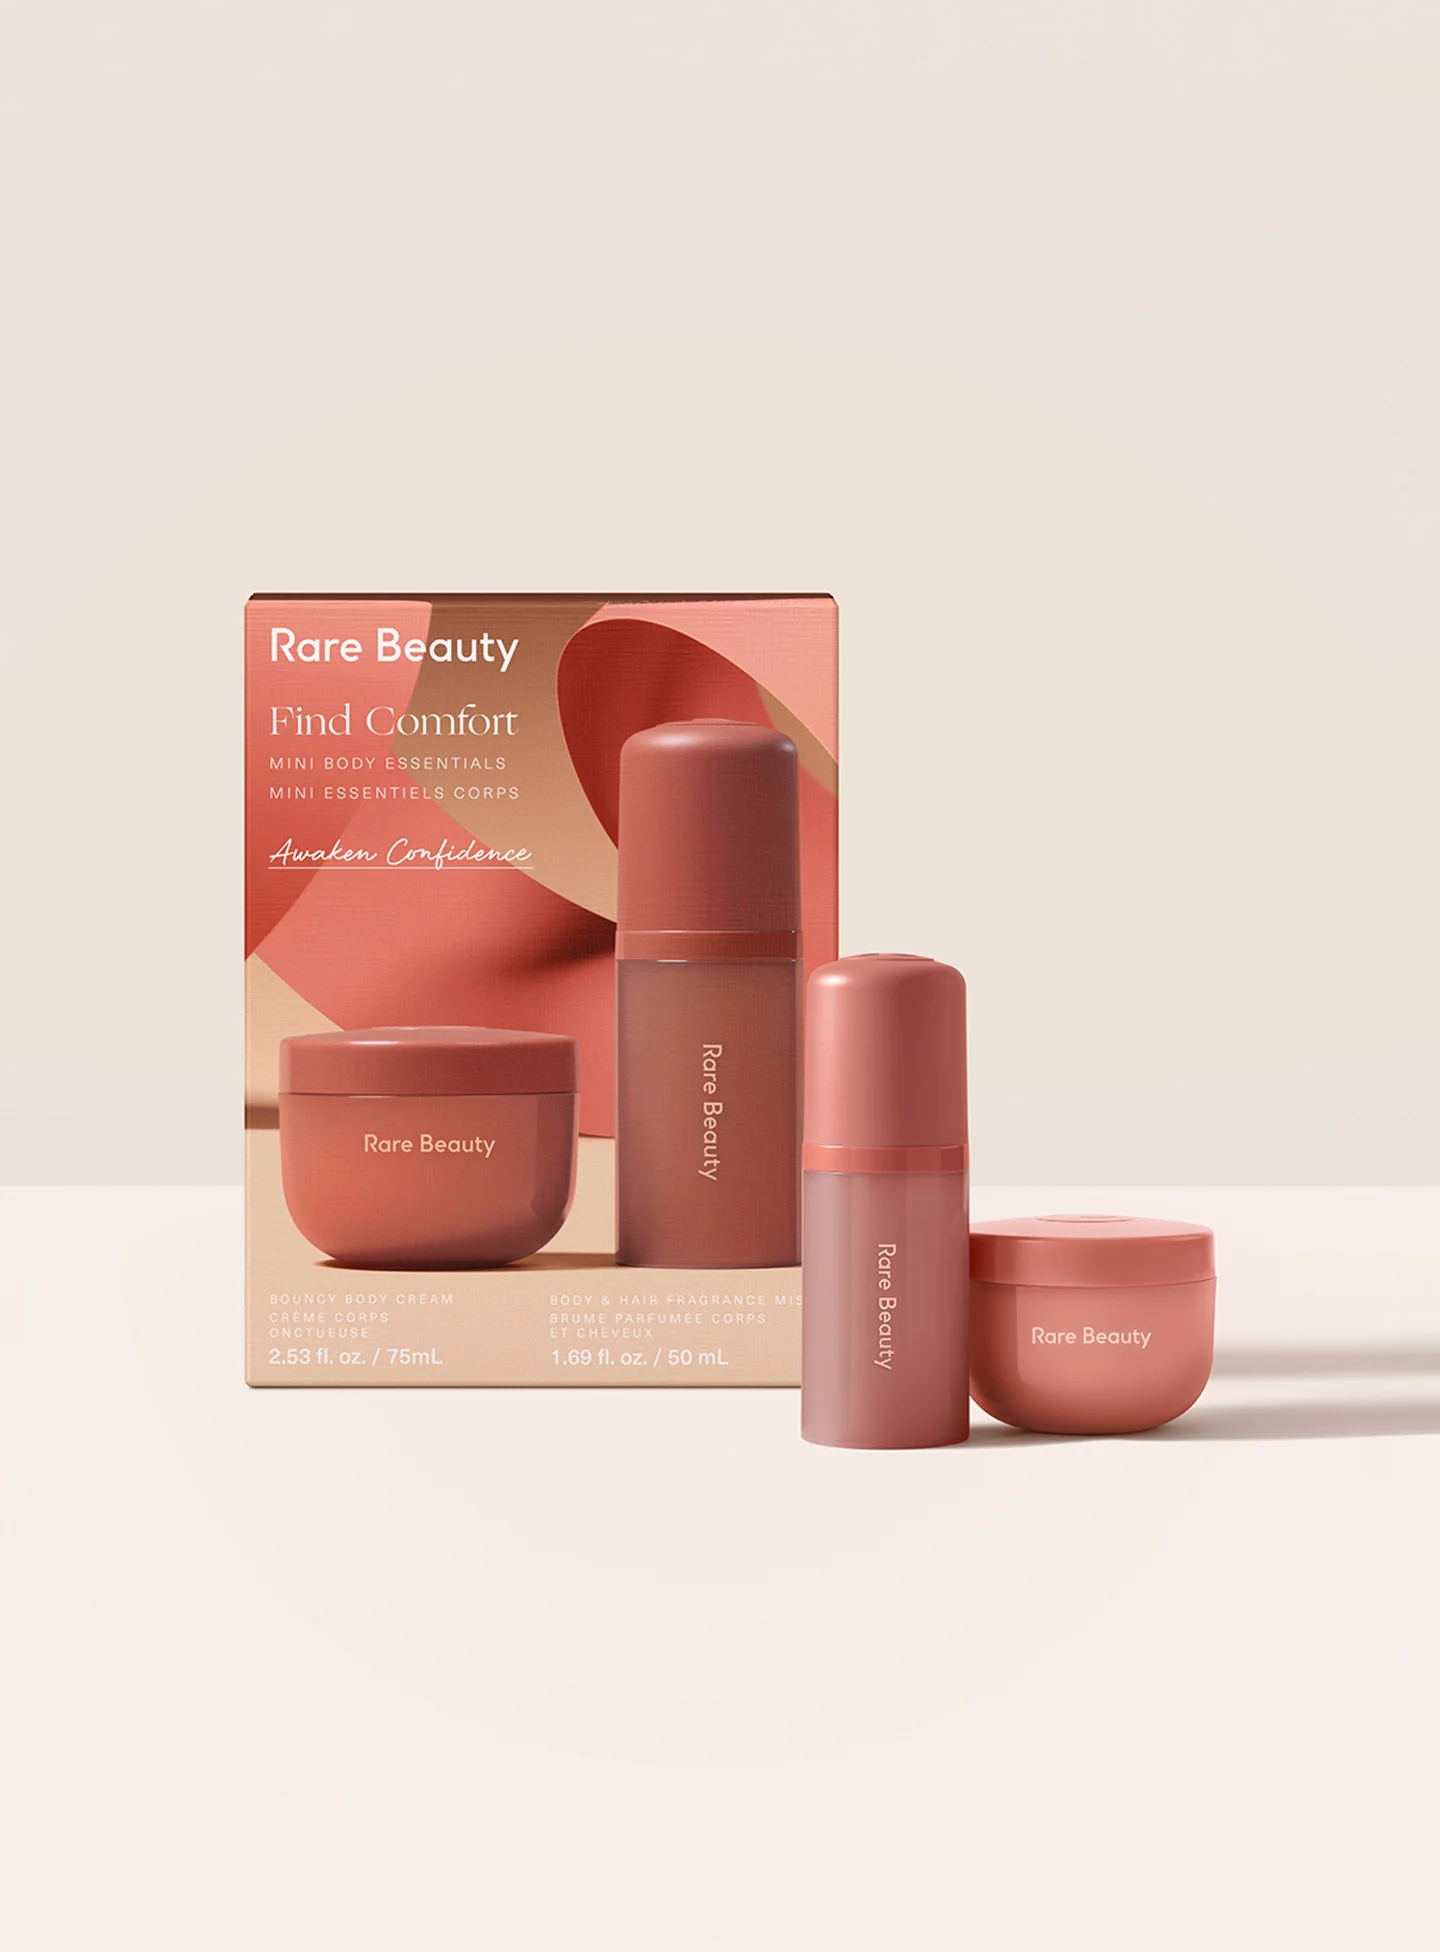 Rare Beauty
Find Comfort
MINI BODY ESSENTIALS
MINI ESSENTIELS CORPS
Awaken Confidence
Rare Beauty
Rare Beauty
BOUNCY BODY CREAM
CRÈME CORPS
ONCTUEUSE
2.53 fl. oz. / 75mL
BODY & HAIR FRAGRANCE MIS
BRUME PARFUMÉE CORPS
ET CHEVEUX
1.69 fl. oz. / 50 mL
Rare Beauty
Rare Beauty